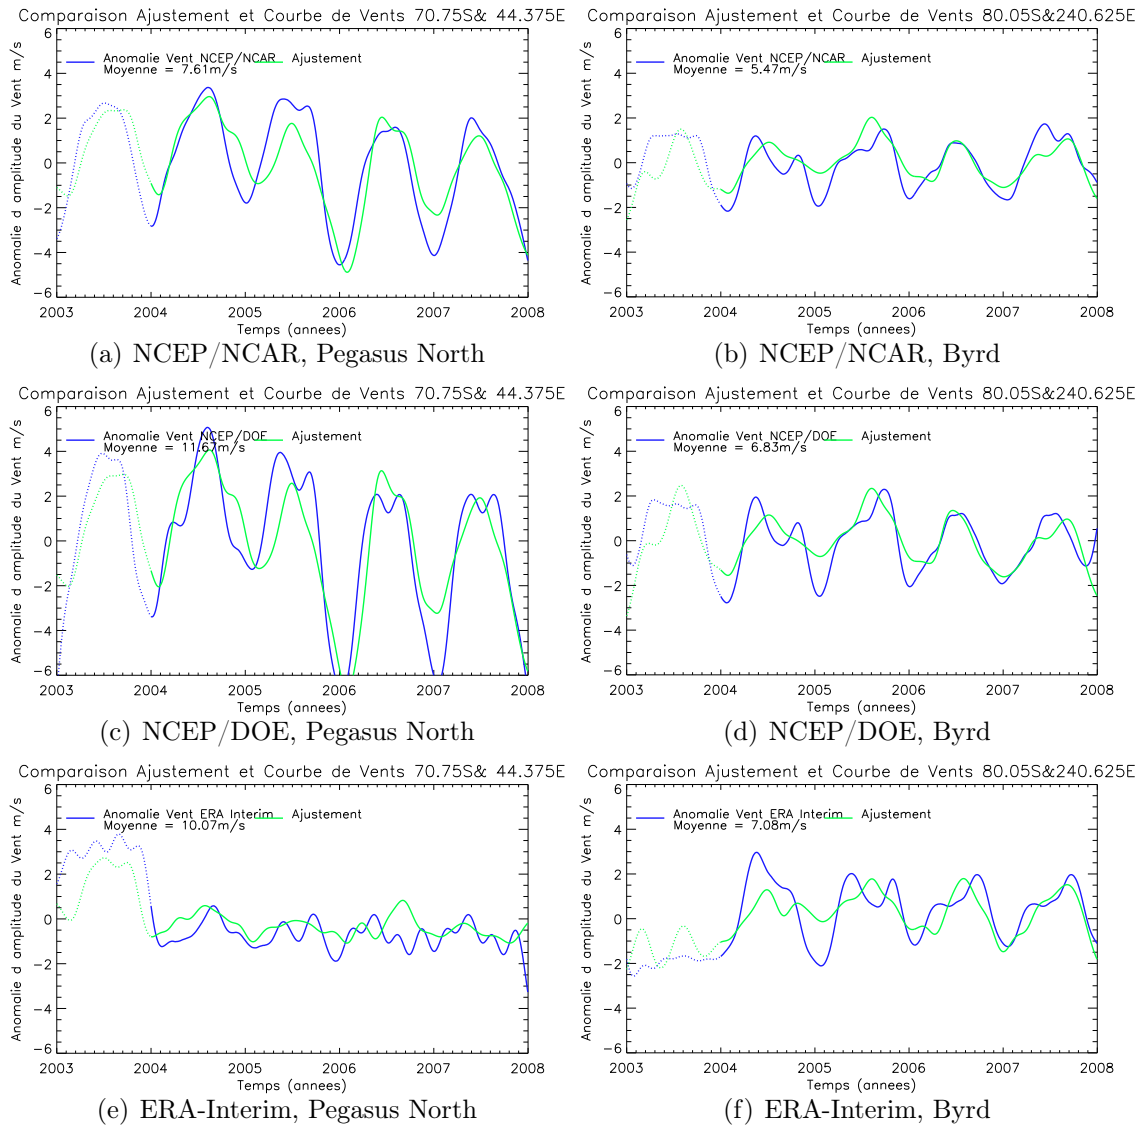 Comparaison Ajustement et Courbe de Vents 70.75S& 44.375E
Anomalie d amplitude du Vent m/s
6
4
2
0
-2
-4
-6
Anomalie Vent NCEP/NCAR
Moyenne = 7.61m/s
Ajustement
2003 2004 2005 2006 2007 2008
Temps (annees)
(a) NCEP/NCAR, Pegasus North
Comparaison Ajustement et Courbe de Vents 80.05S&240.625E
Anomalie d amplitude du Vent m/s
6
4
2
0
-2
-4
-6
Anomalie Vent NCEP/NCAR
Moyenne = 5.47m/s
Ajustement
2003 2004 2005 2006 2007 2008
Temps (annees)
(b) NCEP/NCAR, Byrd
Comparaison Ajustement et Courbe de Vents 70.75S& 44.375E
Anomalie d amplitude du Vent m/s
6
4
2
0
-2
-4
-6
Anomalie Vent NCEP/DOE
Moyenne = 11.67m/s
Ajustement
2003 2004 2005 2006 2007 2008
Temps (annees)
(c) NCEP/DOE, Pegasus North
Comparaison Ajustement et Courbe de Vents 80.05S&240.625E
Anomalie d amplitude du Vent m/s
6
4
2
0
-2
-4
-6
Anomalie Vent NCEP/DOE
Moyenne = 6.83m/s
Ajustement
2003 2004 2005 2006 2007 2008
Temps (annees)
(d) NCEP/DOE, Byrd
Comparaison Ajustement et Courbe de Vents 70.75S& 44.375E
Anomalie d amplitude du Vent m/s
6
4
2
0
-2
-4
-6
Anomalie Vent ERA Interim
Moyenne = 10.07m/s
Ajustement
2003 2004 2005 2006 2007 2008
Temps (annees)
(e) ERA-Interim, Pegasus North
Comparaison Ajustement et Courbe de Vents 80.05S&240.625E
Anomalie d amplitude du Vent m/s
6
4
2
0
-2
-4
-6
Anomalie Vent ERA Interim
Moyenne = 7.08m/s
Ajustement
2003 2004 2005 2006 2007 2008
Temps (annees)
(f) ERA-Interim, Byrd